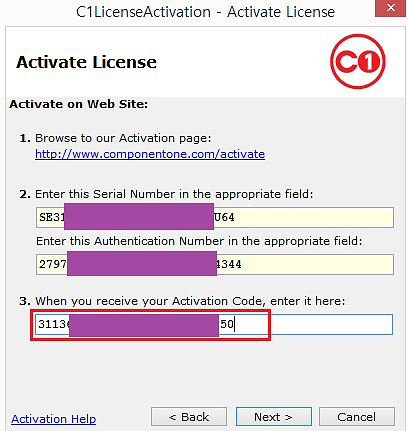 C1LicenseActivation - Activate License
Activate License
C1
Activate on Web Site:
1. Browse to our Activation page:
http://www.componentone.com/activate
2. Enter this Serial Number in the appropriate field:
SE31 U64
Enter this Authentication Number in the appropriate field:
2797 4344
3. When you receive your Activation Code, enter it here:
3113 50
Activation Help
< Back
Next >
Cancel